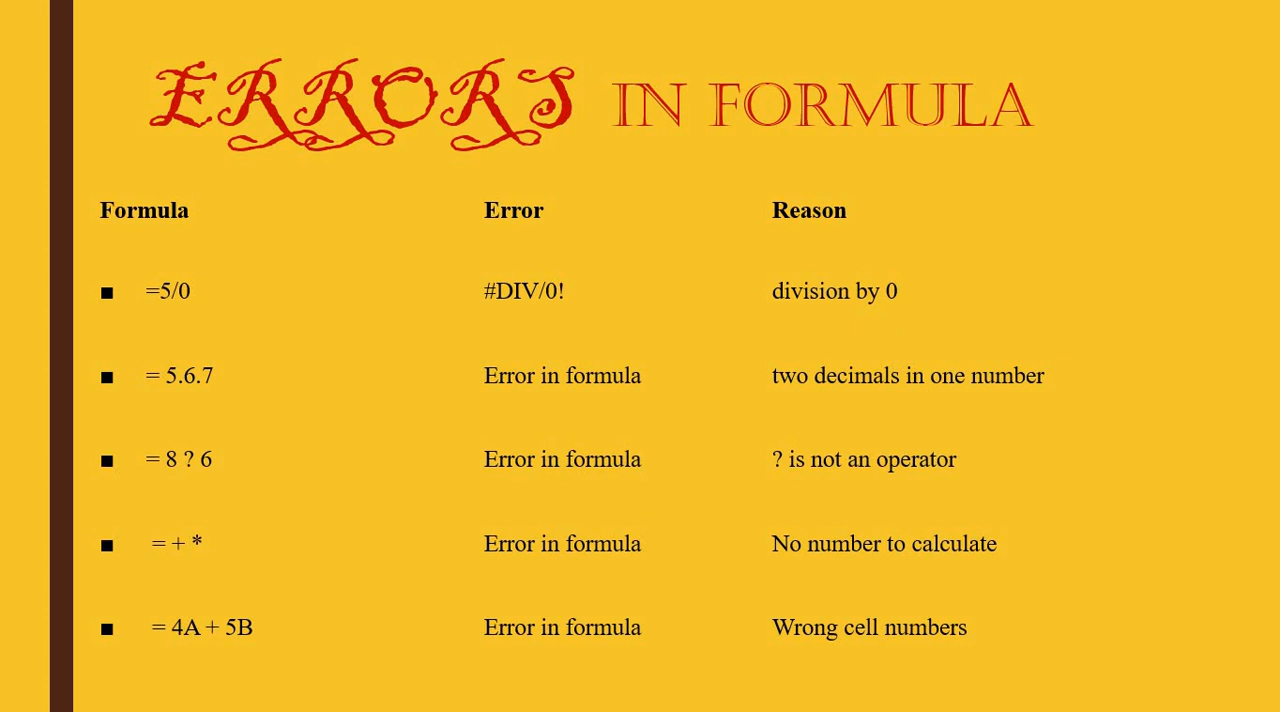 ERRORS IN FORMULA
Formula Error Reason
■ =5/0 #DIV/0! division by 0
■ = 5.6.7 Error in formula two decimals in one number
■ = 8 ? 6 Error in formula ? is not an operator
■ = + * Error in formula No number to calculate
■ = 4A + 5B Error in formula Wrong cell numbers